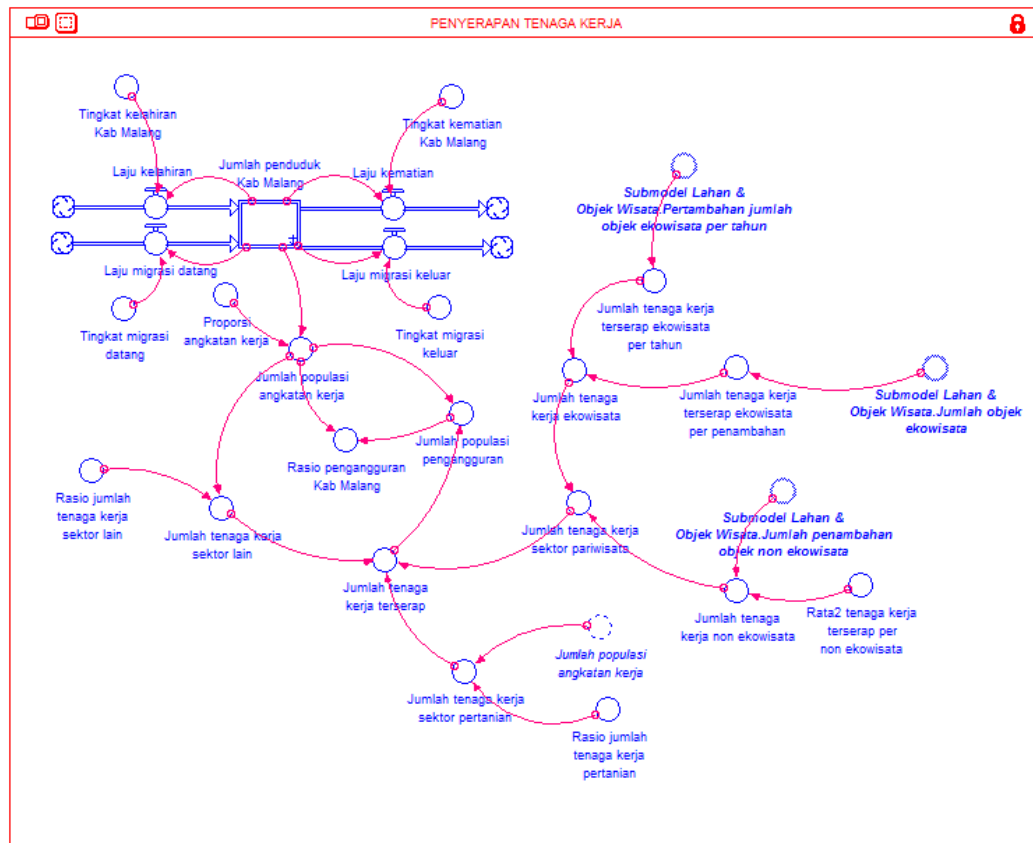 PENYERAPAN TENAGA KERJA
Tingkat kelahiran
Kab Malang
Tingkat kematian
Kab Malang
Laju kelahiran
Jumlah penduduk
Kab Malang
Laju kematian
Laju migrasi datang
Laju migrasi keluar
Tingkat migrasi
datang
Proporsi
angkatan kerja
Tingkat migrasi
keluar
Jumlah populasi
angkatan kerja
Rasio pengangguran
Kab Malang
Jumlah populasi
pengangguran
Rasio jumlah
tenaga kerja
sektor lain
Jumlah tenaga kerja
sektor lain
Jumlah tenaga
kerja terserap
Submodel Lahan &
Objek Wisata.Pertambahan jumlah
objek ekowisata per tahun
Jumlah tenaga kerja
terserap ekowisata
per tahun
Jumlah tenaga
kerja ekowisata
Jumlah tenaga kerja
terserap ekowisata
per penambahan
Submodel Lahan &
Objek Wisata.Jumlah objek
ekowisata
Jumlah tenaga kerja
sektor pariwisata
Submodel Lahan &
Objek Wisata.Jumlah penambahan
objek non ekowisata
Jumlah tenaga
kerja non ekowisata
Rata2 tenaga kerja
terserap per
non ekowisata
Jumlah populasi
angkatan kerja
Jumlah tenaga kerja
sektor pertanian
Rasio jumlah
tenaga kerja
pertanian